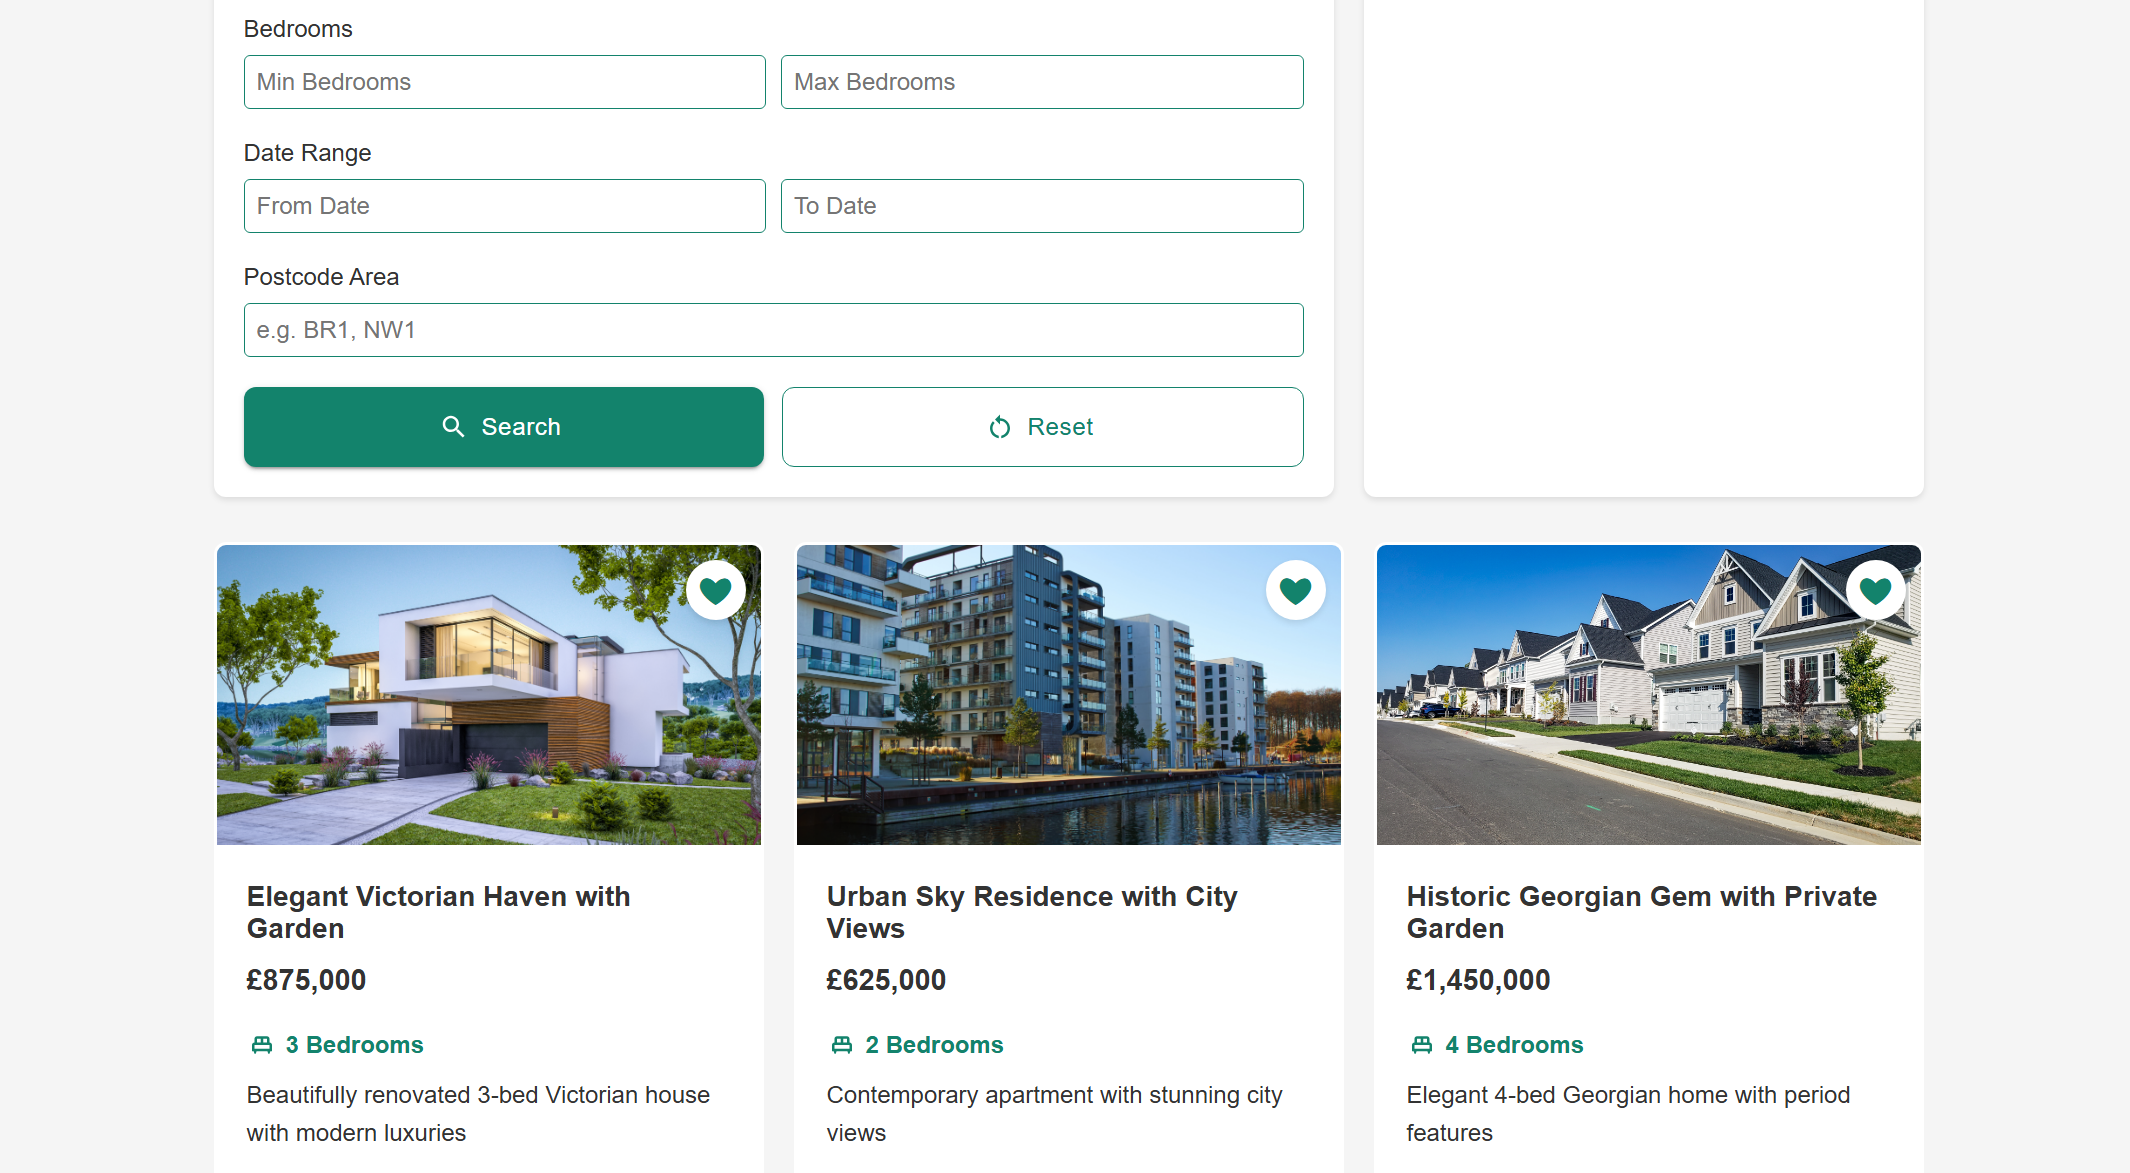 Bedrooms
Min Bedrooms
Max Bedrooms
Date Range
From Date
To Date
Postcode Area
e.g. BR1, NW1
Search
Reset
Elegant Victorian Haven with
Garden
£875,000
3 Bedrooms
Beautifully renovated 3-bed Victorian house
with modern luxuries
Urban Sky Residence with City
Views
£625,000
2 Bedrooms
Contemporary apartment with stunning city
views
Historic Georgian Gem with Private
Garden
£1,450,000
4 Bedrooms
Elegant 4-bed Georgian home with period
features